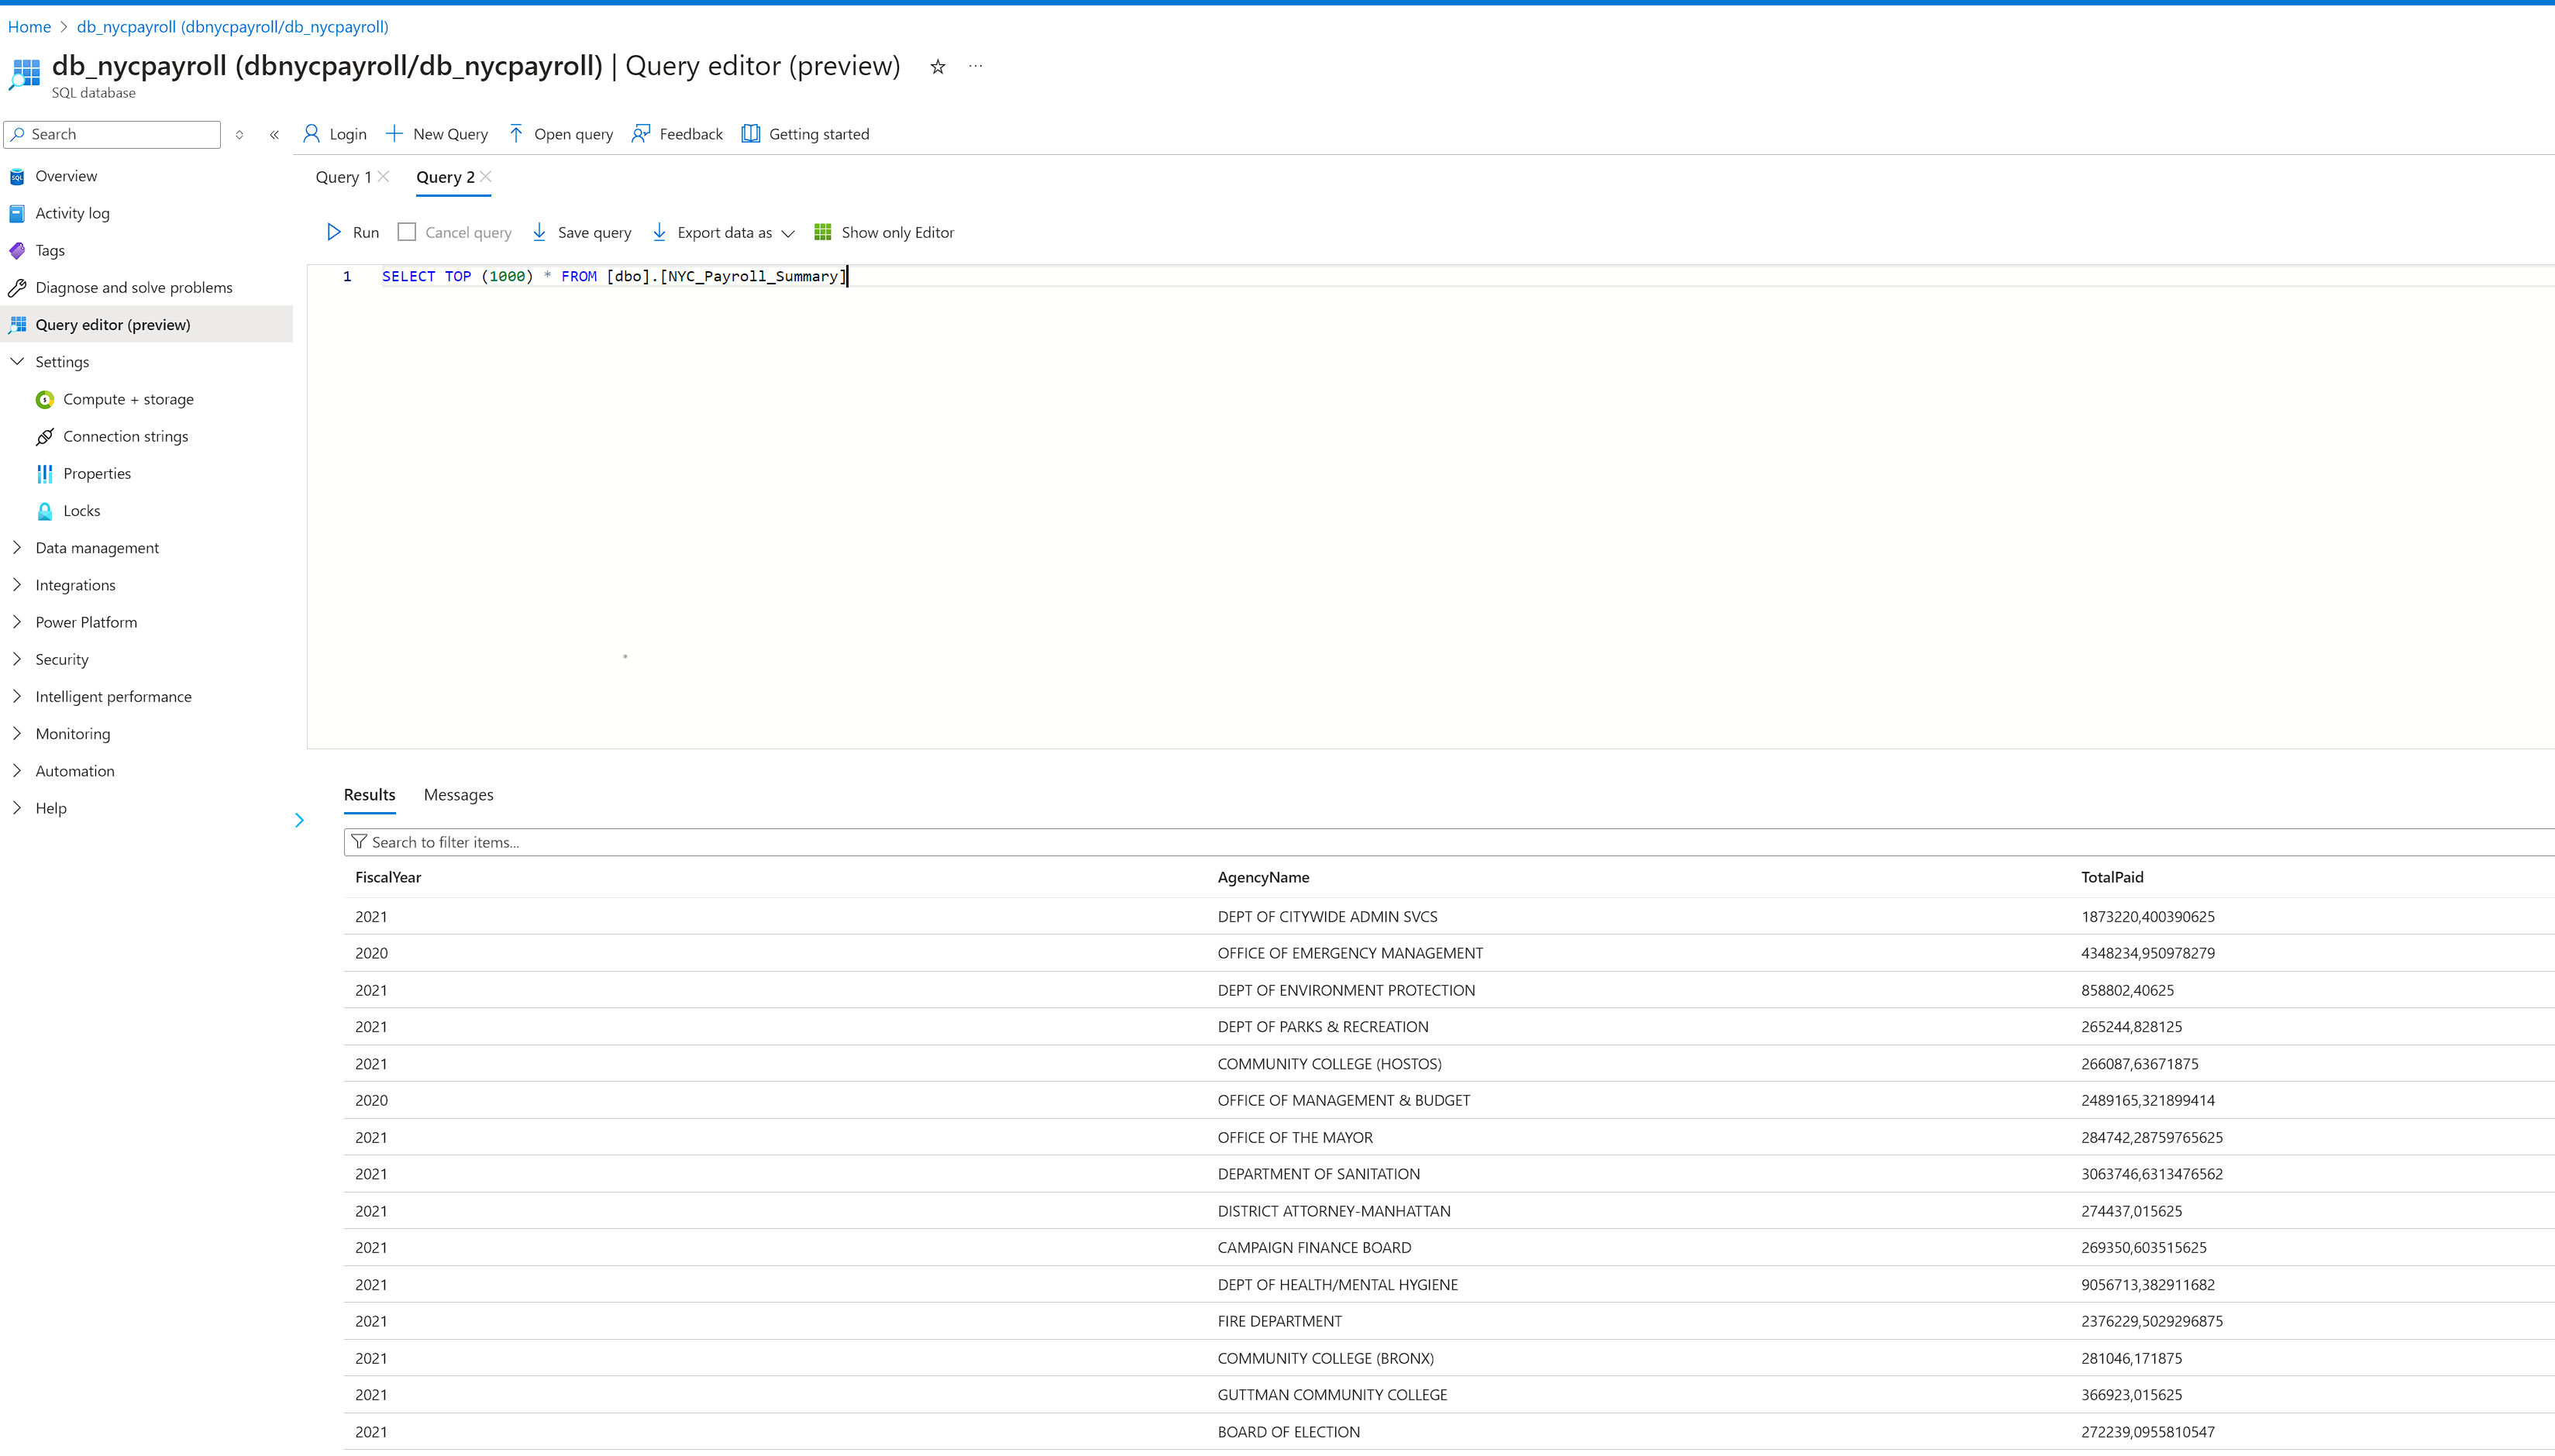 Home > db_nycpayroll (dbnycpayroll/db_nycpayroll)
db_nycpayroll (dbnycpayroll/db_nycpayroll) | Query editor (preview) ...
SQL database
Search
Login New Query Open query Feedback Getting started
Overview
Activity log
Tags
Diagnose and solve problems
Query editor (preview)
Settings
Compute + storage
Connection strings
Properties
Locks
Data management
Integrations
Power Platform
Security
Intelligent performance
Monitoring
Automation
Help
Query 1 Query 2
Run Cancel query Save query Export data as Show only Editor
1 SELECT TOP (1000) * FROM [dbo].[NYC_Payroll_Summary]
Results Messages
Search to filter items...
FiscalYear AgencyName TotalPaid
2021 DEPT OF CITYWIDE ADMIN SVCS 1873220,400390625
2020 OFFICE OF EMERGENCY MANAGEMENT 4348234,950978279
2021 DEPT OF ENVIRONMENT PROTECTION 858802,40625
2021 DEPT OF PARKS & RECREATION 265244,828125
2021 COMMUNITY COLLEGE (HOSTOS) 266087,63671875
2020 OFFICE OF MANAGEMENT & BUDGET 2489165,321899414
2021 OFFICE OF THE MAYOR 284742,28759765625
2021 DEPARTMENT OF SANITATION 3063746,6313476562
2021 DISTRICT ATTORNEY-MANHATTAN 274437,015625
2021 CAMPAIGN FINANCE BOARD 269350,603515625
2021 DEPT OF HEALTH/MENTAL HYGIENE 9056713,382911682
2021 FIRE DEPARTMENT 2376229,5029296875
2021 COMMUNITY COLLEGE (BRONX) 281046,171875
2021 GUTTMAN COMMUNITY COLLEGE 366923,015625
2021 BOARD OF ELECTION 272239,0955810547